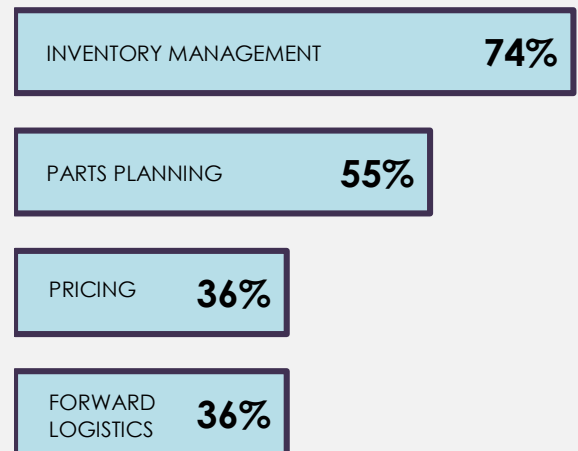 INVENTORY MANAGEMENT 74%
PARTS PLANNING 55%
PRICING 36%
FORWARD
LOGISTICS 36%